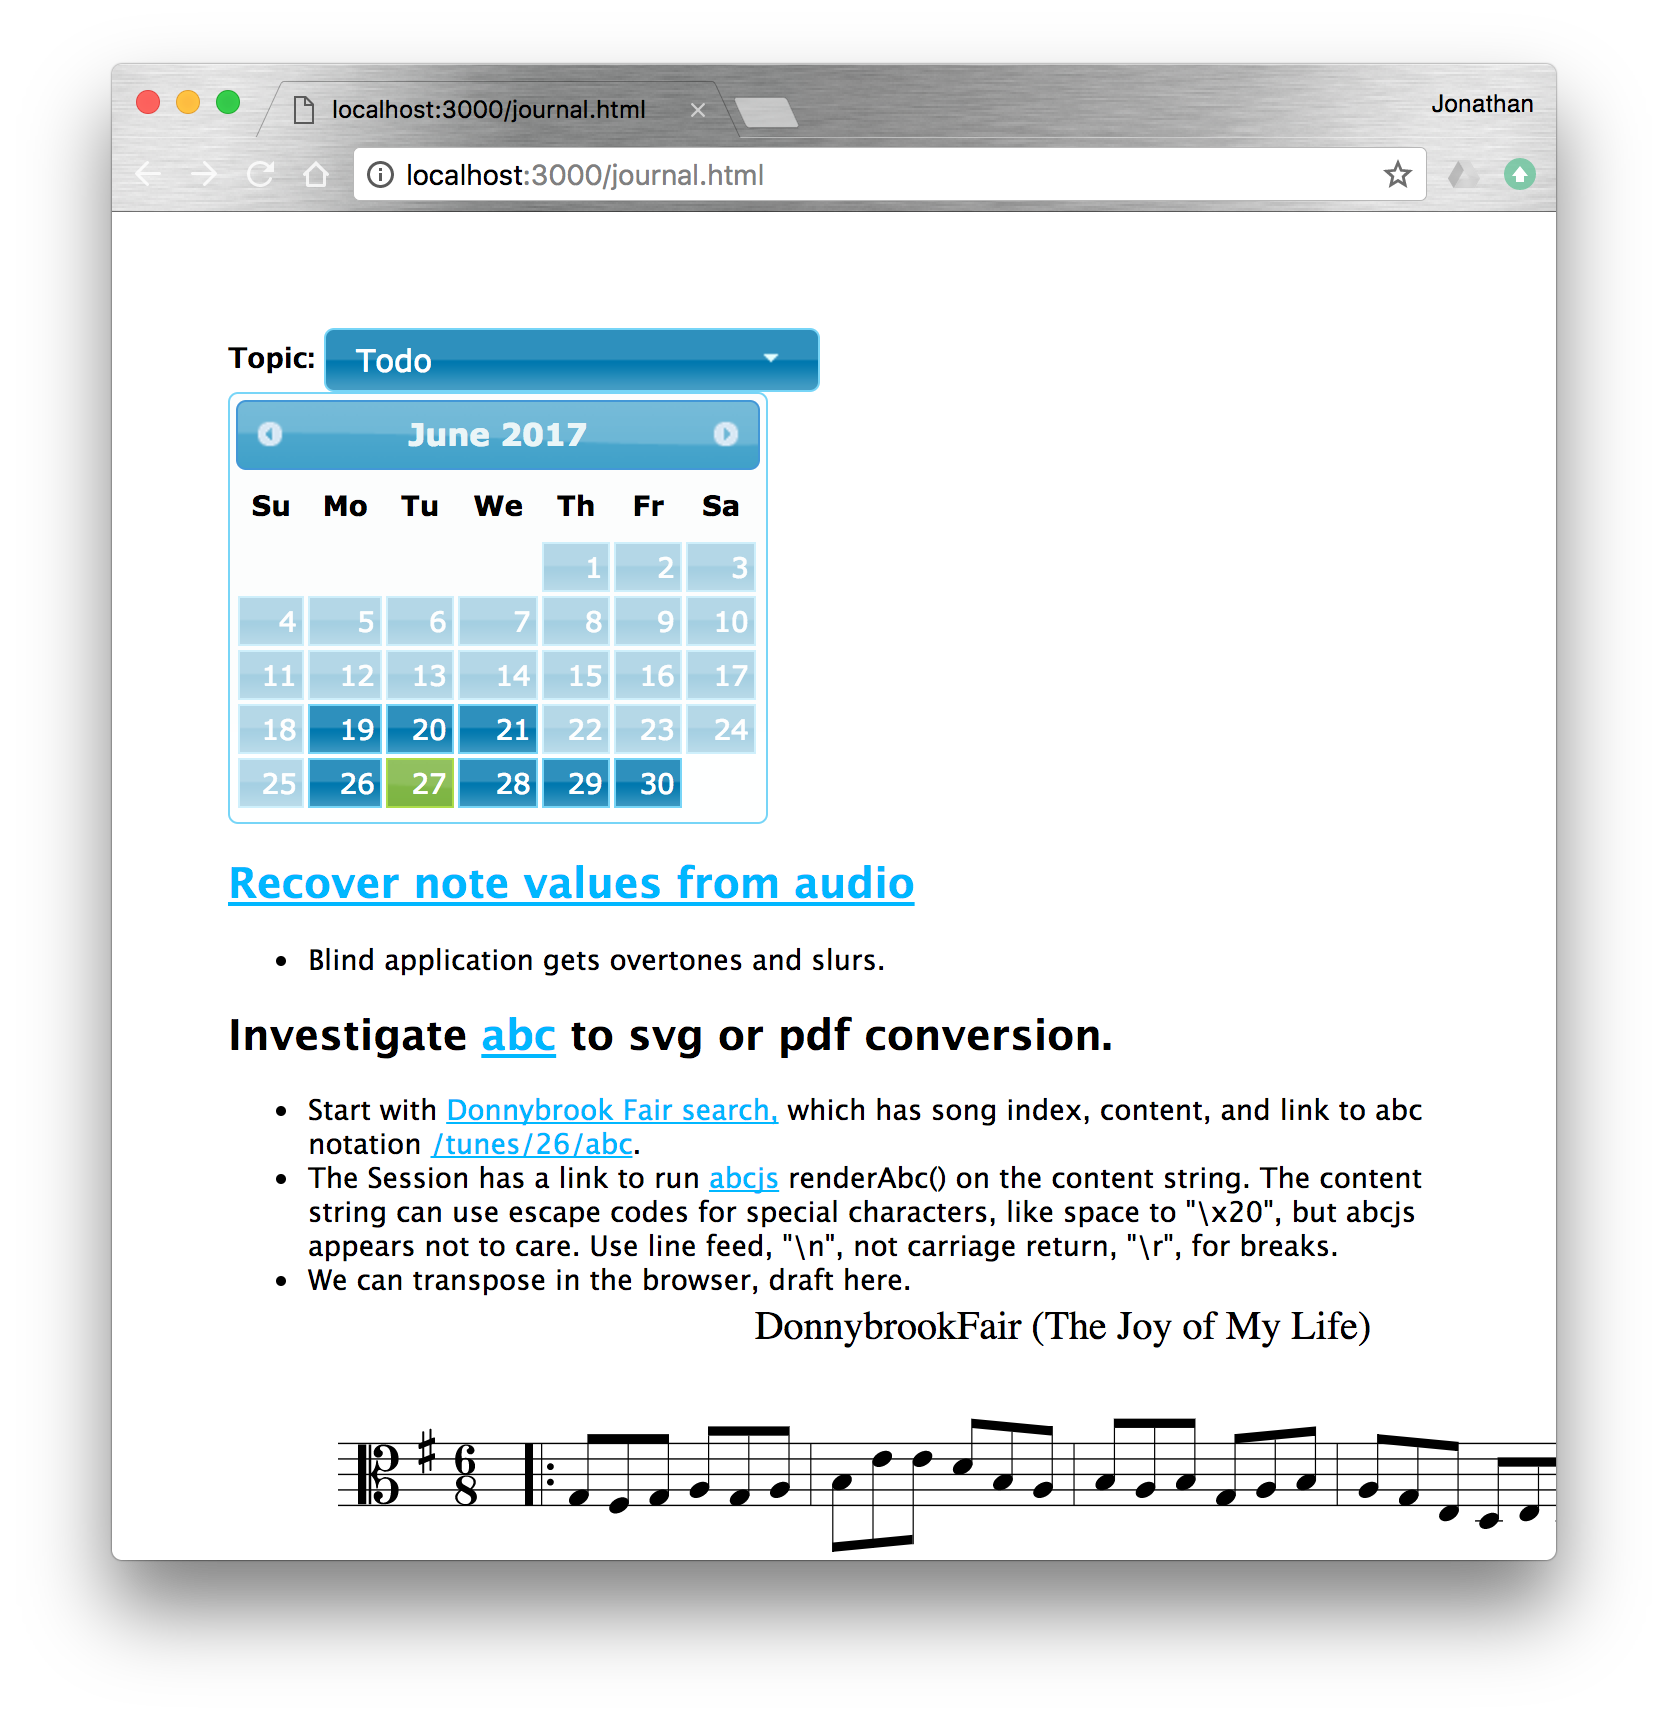 localhost:3000/journal.html
Jonathan
localhost:3000/journal.html
Topic: Todo
June 2017
Su Mo Tu We Th Fr Sa
1 2 3
4 5 6 7 8 9 10
11 12 13 14 15 16 17
18 19 20 21 22 23 24
25 26 27 28 29 30
Recover note values from audio
• Blind application gets overtones and slurs.
Investigate abc to svg or pdf conversion.
• Start with Donnybrook Fair search, which has song index, content, and link to abc
notation /tunes/26/abc.
• The Session has a link to run abcjs renderAbc() on the content string. The content
string can use escape codes for special characters, like space to "\x20", but abcjs
appears not to care. Use line feed, "\n", not carriage return, "\r", for breaks.
• We can transpose in the browser, draft here.
DonnybrookFair (The Joy of My Life)
6
8